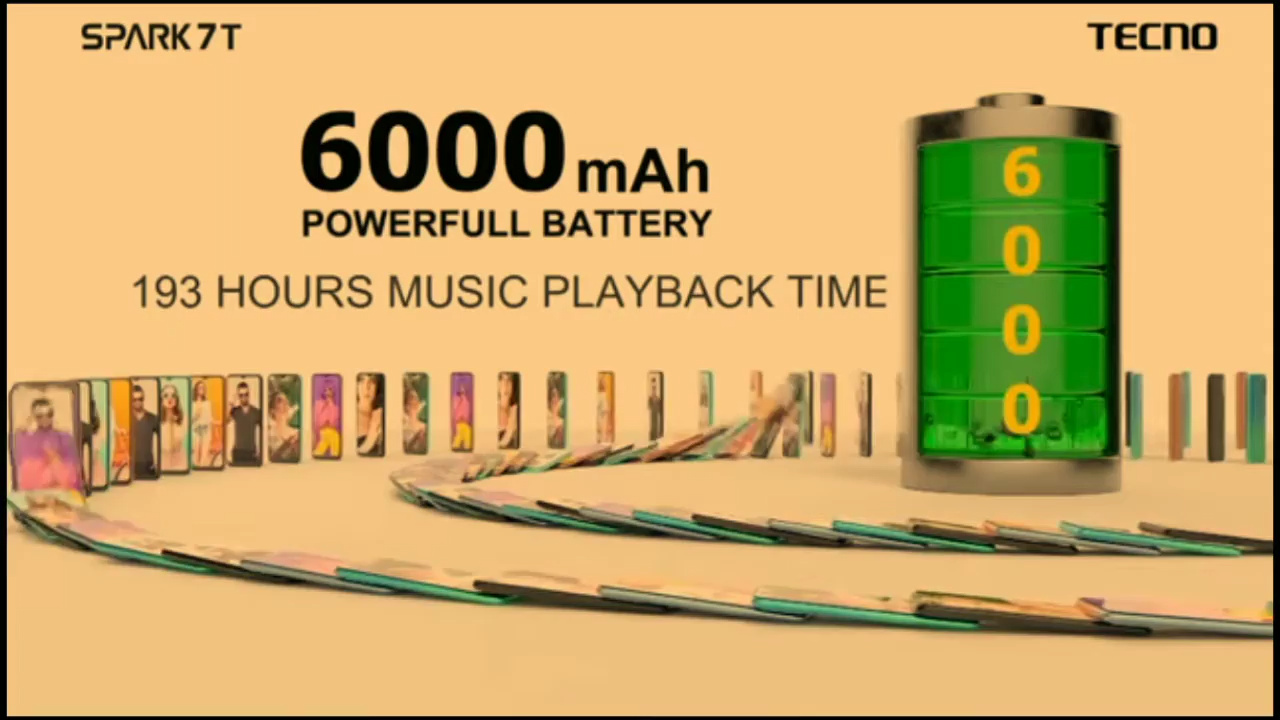 SPARK 7T
TECNO
6000 mAh
POWERFULL BATTERY
193 HOURS MUSIC PLAYBACK TIME
6
0
0
0